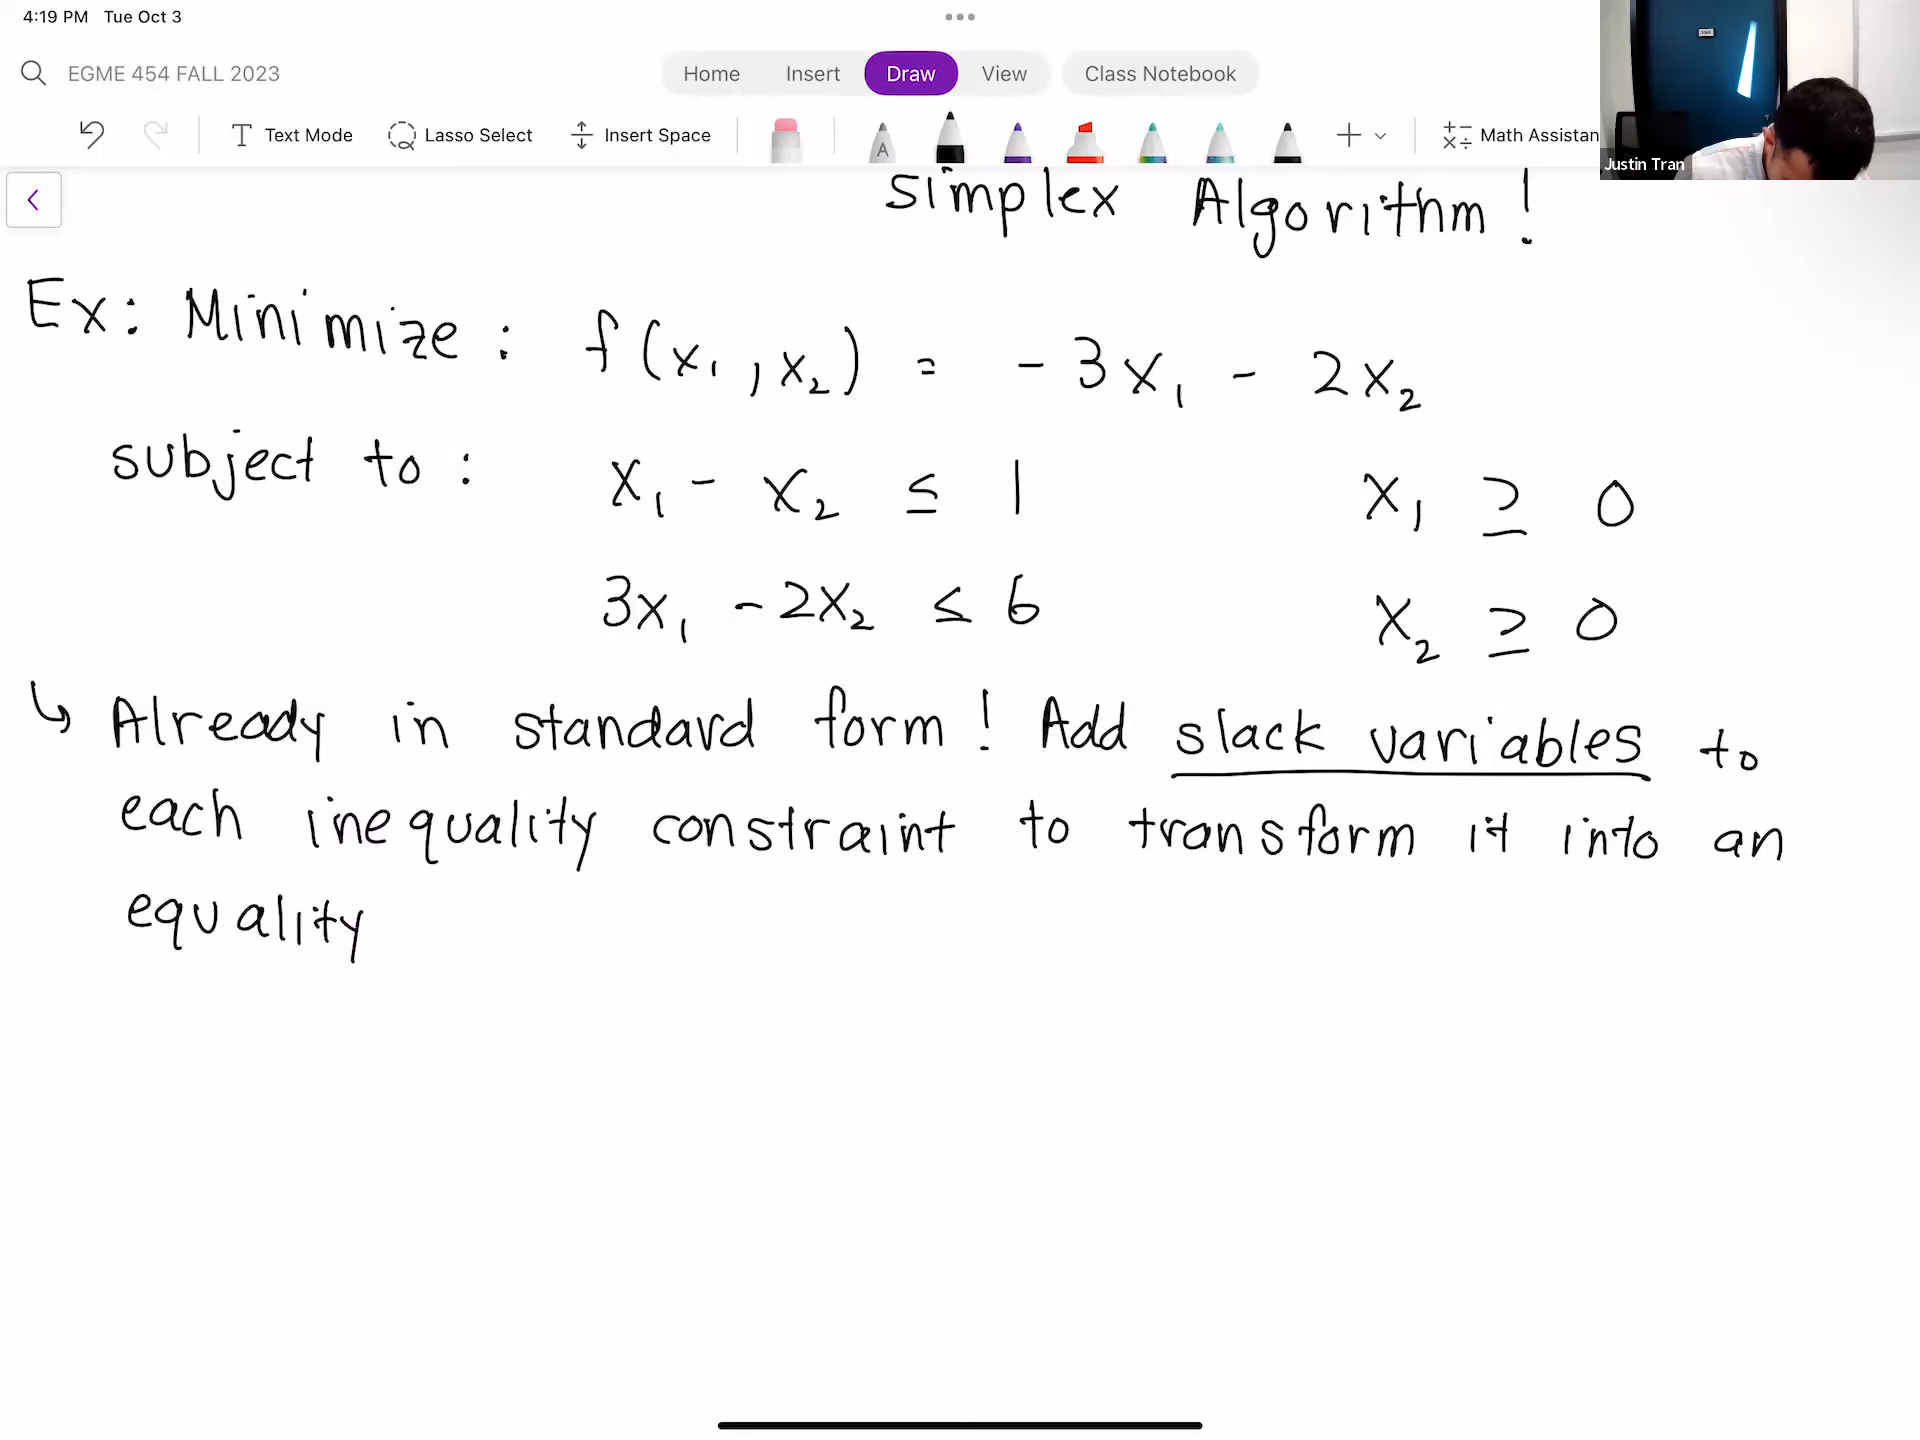 4:19 PM Tue Oct 3
EGME 454 FALL 2023
Home Insert Draw View Class Notebook
Text Mode Lasso Select Insert Space A Math Assistan
Justin Tran
Simplex Algorithm!
Ex: Minimize: f(x₁, x₂) = -3x₁ - 2x₂
subject to: x₁ - x₂ ≤ 1 x₁ ≥ 0
3x₁ - 2x₂ ≤ 6 x₂ ≥ 0
↳ Already in standard form! Add slack variables to
each inequality constraint to transform it into an
equality